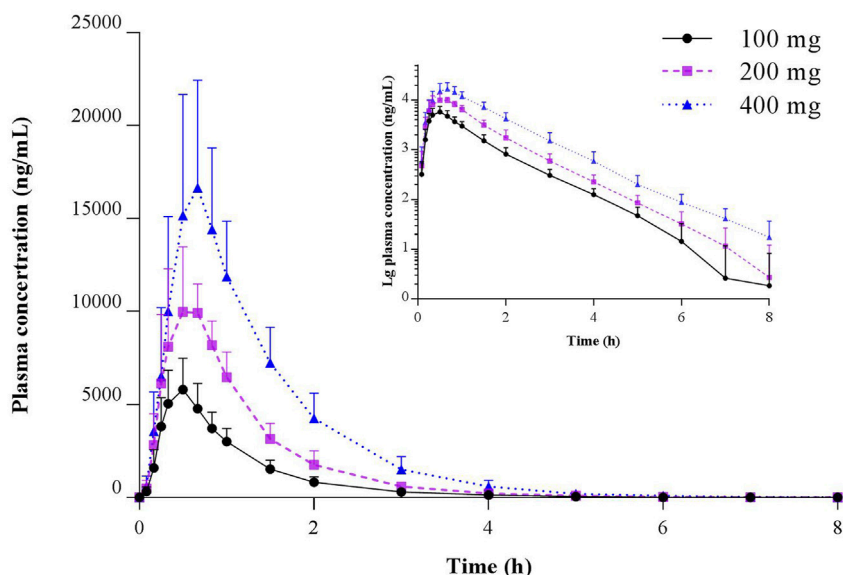 25000
20000
15000
10000
5000
0
Plasma concertration (ng/mL)
0 2 4 6 8
Time (h)
100 mg
200 mg
400 mg
4
3
2
1
0
Lg plasma concentration (ng/mL)
0 2 4 6 8
Time (h)